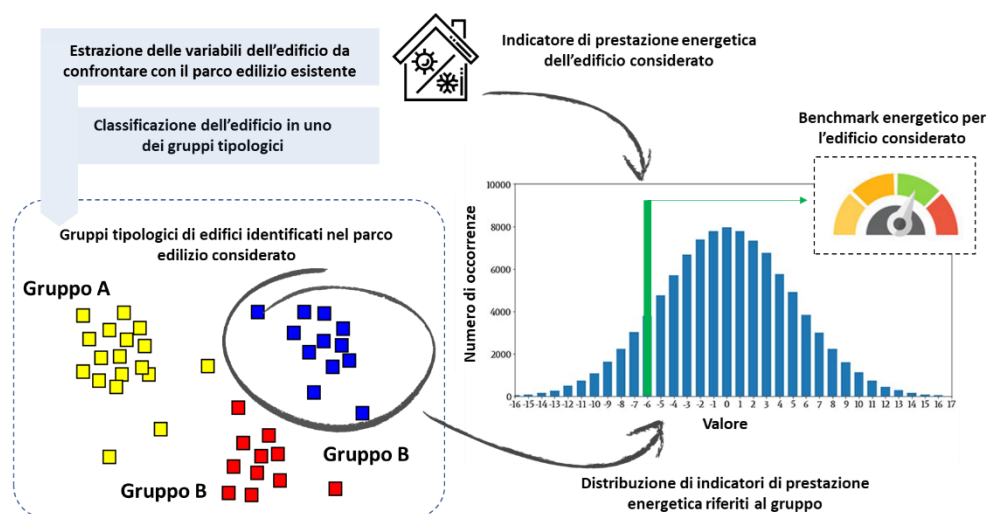 Estrazione delle variabili dell'edificio da
confrontare con il parco edilizio esistente
Classificazione dell'edificio in uno
dei gruppi tipologici
Indicatore di prestazione energetica
dell'edificio considerato
Benchmark energetico per
l'edificio considerato
Gruppi tipologici di edifici identificati nel parco
edilizio considerato
Gruppo A
Gruppo B
Gruppo B
Numero di occorrenze
10000
8000
6000
4000
2000
0
-16 -15 -14 -13 -12 -11 -10 -9 -8 -7 -6 -5 -4 -3 -2 -1 0 1 2 3 4 5 6 7 8 9 10 11 12 13 14 15 16 17
Valore
Distribuzione di indicatori di prestazione
energetica riferiti al gruppo